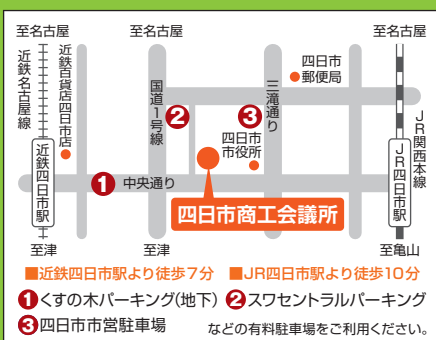 至名古屋
至名古屋
至名古屋
近鉄名古屋線
近鉄百貨店四日市店
国道1号線
三滝通り
四日市
郵便局
JR関西本線
2
3
四日市
市役所
近鉄四日市駅
JR四日市駅
1
中央通り
四日市商工会議所
至津
至津
至亀山
■近鉄四日市駅より徒歩7分
■JR四日市駅より徒歩10分
1くすの木パーキング(地下) 2スワセントラルパーキング
3四日市市営駐車場 などの有料駐車場をご利用ください。